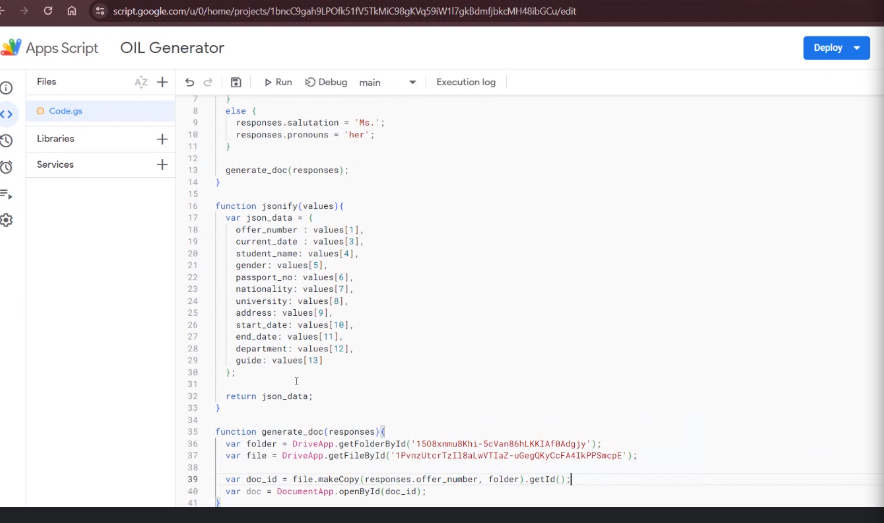 script.google.com/u/0/home/projects/1bncC9gah9LPOfk51fV5TkMiC98gKVq59iW1l7gkBdmfjbkcMH48ibGCu/edit
Apps Script OIL Generator Deploy
Files Run Debug main Execution log
Code.gs
Libraries
Services
7 }
8 else {
9 responses.salutation = 'Ms.';
10 responses.pronouns = 'her';
11 }
12
13 generate_doc(responses);
14 }
15
16 function jsonify(values){
17 var json_data = {
18 offer_number : values[1],
19 current_date : values[3],
20 student_name: values[4],
21 gender: values[5],
22 passport_no: values[6],
23 nationality: values[7],
24 university: values[8],
25 address: values[9],
26 start_date: values[10],
27 end_date: values[11],
28 department: values[12],
29 guide: values[13]
30 };
31
32 return json_data;
33 }
34
35 function generate_doc(responses){
36 var folder = DriveApp.getFolderById('15O8xnmu8Khi-5cVan86hLKKIAf0Adgjy');
37 var file = DriveApp.getFileById('1PvnzUtcrTzIl8aLwVTIaZ-uGegQKyCcFA4IkPPSmcpE');
38
39 var doc_id = file.makeCopy(responses.offer_number, folder).getId();
40 var doc = DocumentApp.openById(doc_id);
41 }